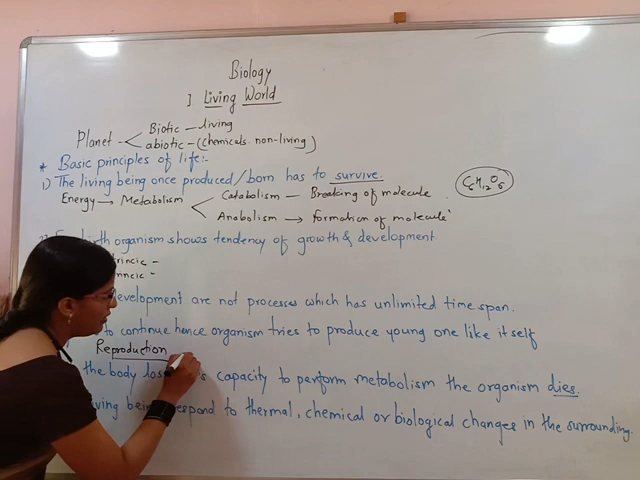 Biology
1 Living World
Planet Biotic - living
abiotic - (chemicals non-living)
* Basic principles of life:-
1) The living being once produced/born has to survive.
Energy → Metabolism Catabolism - Breaking of molecule C6H12O6
Anabolism → Formation of molecule
organism shows tendency of growth & development
development are not processes which has unlimited time span.
to continue hence organism tries to produce young one like itself
Reproduction
the body capacity to perform metabolism the organism dies.
respond to thermal, chemical or biological changes in the surrounding.